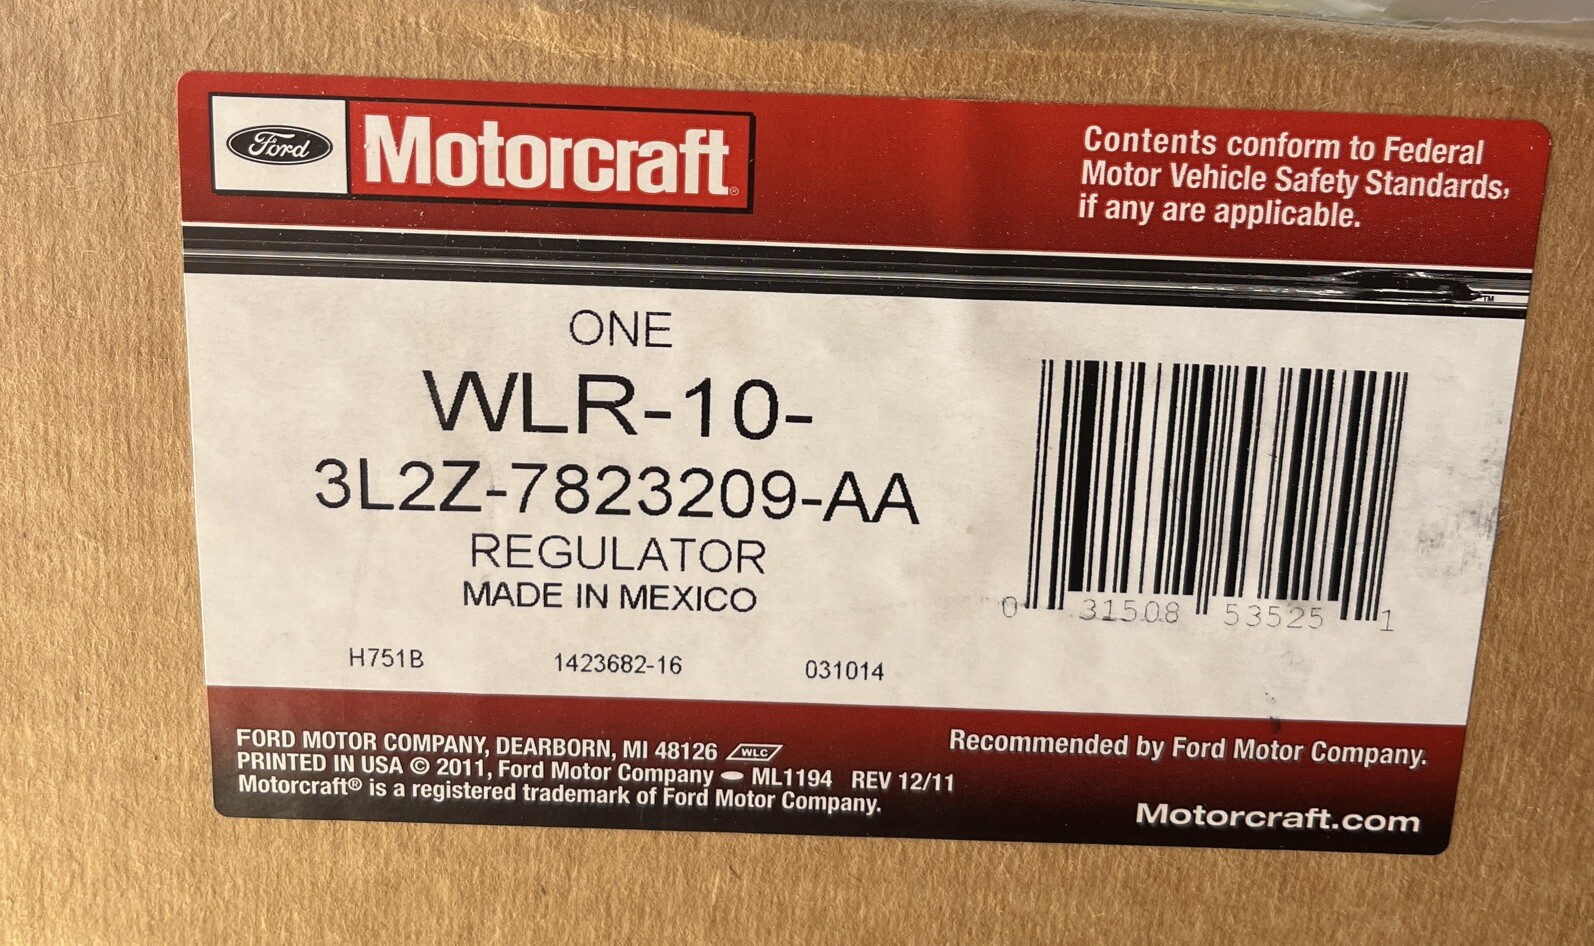 Ford
Motorcraft®
Contents conform to Federal
Motor Vehicle Safety Standards,
if any are applicable.
TM
ONE
WLR-10-
3L2Z-7823209-AA
REGULATOR
MADE IN MEXICO
0 31508 53525 1
H751B 1423682-16 031014
FORD MOTOR COMPANY, DEARBORN, MI 48126 WLC
PRINTED IN USA © 2011, Ford Motor Company ML1194 REV 12/11
Motorcraft® is a registered trademark of Ford Motor Company.
Recommended by Ford Motor Company.
Motorcraft.com